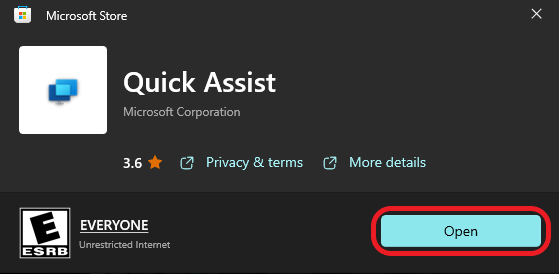 Microsoft Store
Quick Assist
Microsoft Corporation
3.6 Privacy & terms More details
E
ESRB
EVERYONE
Unrestricted Internet
Open